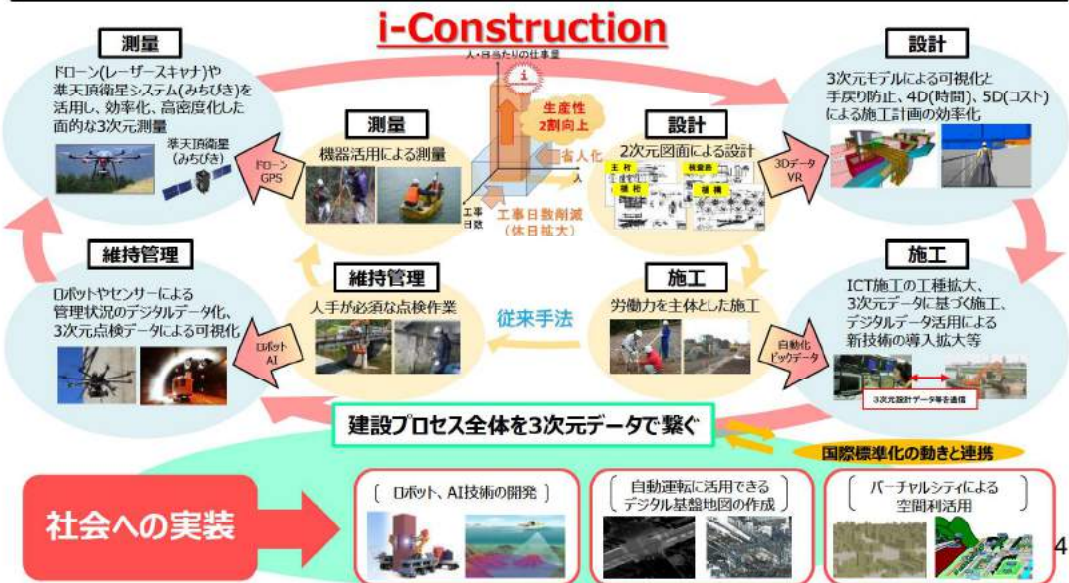 i-Construction
測量
ドローン(レーザースキャナ)や
準天頂衛星システム(みちびき)を
活用し、効率化、高密度化した
面的な3次元測量
準天頂衛星
(みちびき)
ドローン
GPS
測量
機器活用による測量
人・日当たりの仕事量
i
生産性
2割向上
省人化
人
工事
日数
工事日数削減
(休日拡大)
設計
2次元図面による設計
主桁
検査路
横桁
横構
3Dデータ
VR
設計
3次元モデルによる可視化と
手戻り防止、4D(時間)、5D(コスト)
による施工計画の効率化
維持管理
ロボットやセンサーによる
管理状況のデジタルデータ化、
3次元点検データによる可視化
ロボット
AI
維持管理
人手が必須な点検作業
従来手法
施工
労働力を主体とした施工
自動化
ビックデータ
施工
ICT施工の工種拡大、
3次元データに基づく施工、
デジタルデータ活用による
新技術の導入拡大等
3次元設計データ等を通信
建設プロセス全体を3次元データで繋ぐ
国際標準化の動きと連携
社会への実装
ロボット、AI技術の開発
自動運転に活用できる
デジタル基盤地図の作成
バーチャルシティによる
空間利活用
4